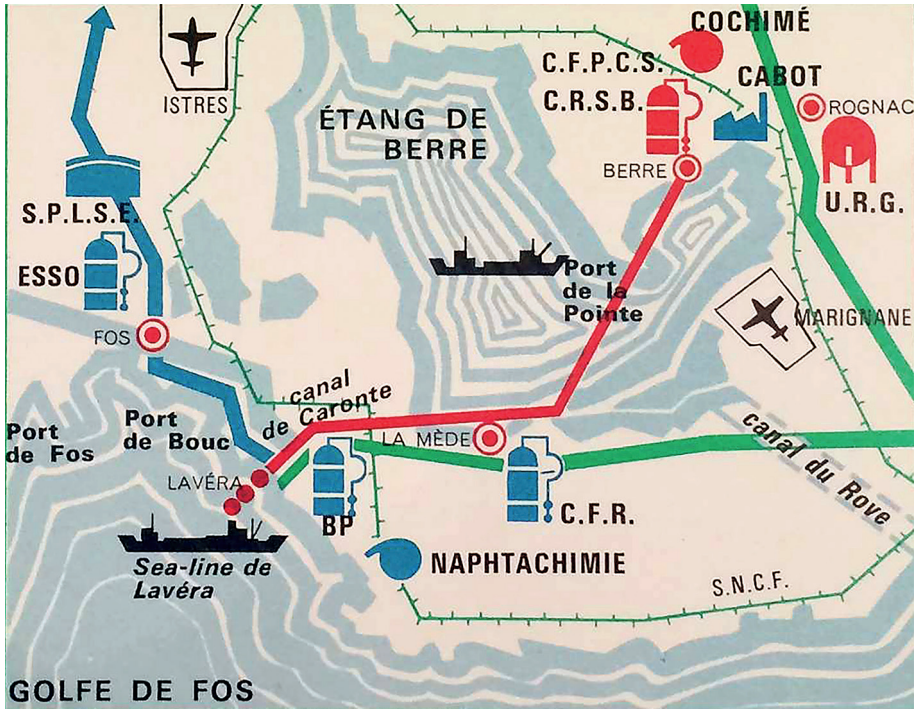 COCHIMÉ
C.F.P.C.S.
CABOT
C.R.S.B.
ISTRES
ROGNAC
ÉTANG DE
BERRE
BERRE
U.R.G.
S.P.L.S.E.
ESSO
Port
de la
Pointe
MARIGNANE
FOS
canal
de Caronte
Port
de Fos
Port
de Bouc
LA MÈDE
canal du Rove
LAVÉRA
BP
C.F.R.
Sea-line de
Lavéra
NAPHTACHIMIE
S.N.C.F.
GOLFE DE FOS